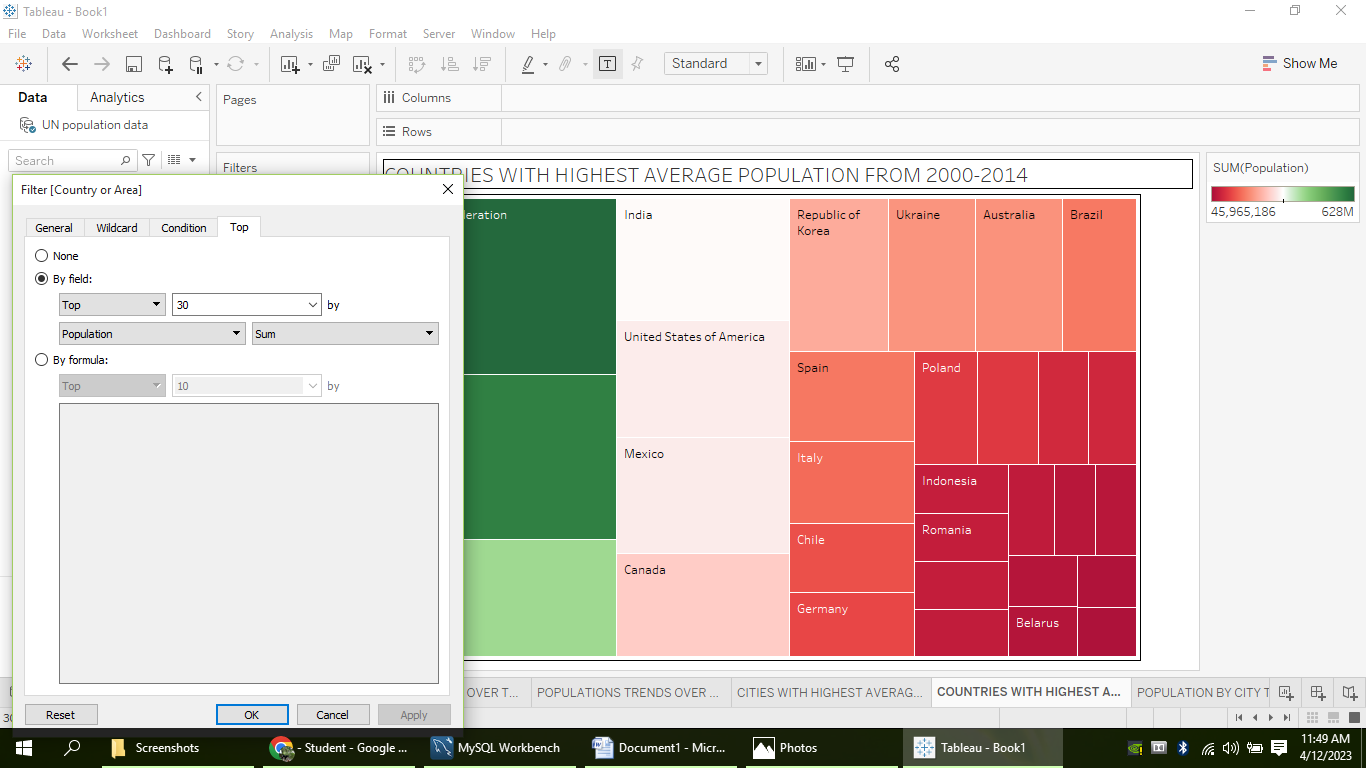 Tableau - Book1
File Data Worksheet Dashboard Story Analysis Map Format Server Window Help
Standard
Show Me
Data Analytics
Pages
Columns
UN population data
Rows
Search
Filters
COUNTRIES WITH HIGHEST AVERAGE POPULATION FROM 2000-2014
SUM(Population)
45,965,186 628M
Filter [Country or Area]
General Wildcard Condition Top
None
By field:
Top 30 by
Population Sum
By formula:
Top 10 by
Reset OK Cancel Apply
leration
India
United States of America
Mexico
Canada
Republic of
Korea
Ukraine
Australia
Brazil
Spain
Italy
Chile
Germany
Poland
Indonesia
Romania
Belarus
OVER T... POPULATIONS TRENDS OVER ... CITIES WITH HIGHEST AVERAG... COUNTRIES WITH HIGHEST A... POPULATION BY CITY T
Screenshots - Student - Google ... MySQL Workbench Document1 - Micr... Photos Tableau - Book1
11:49 AM
4/12/2023